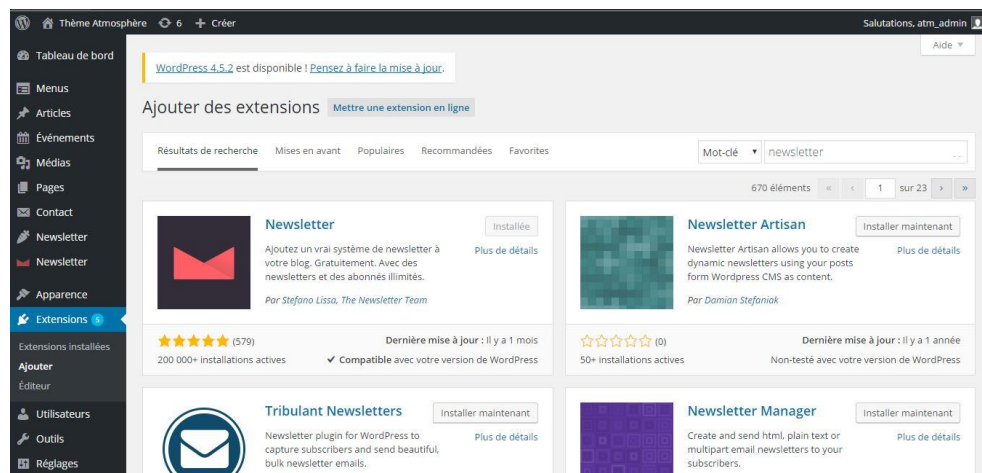 Thème Atmosphère 6 + Créer
Salutations, atm_admin
Aide
Tableau de bord
Menus
Articles
Événements
Médias
Pages
Contact
Newsletter
Newsletter
Apparence
Extensions 5
Extensions installées
Ajouter
Éditeur
Utilisateurs
Outils
Réglages
WordPress 4.5.2 est disponible ! Pensez à faire la mise à jour.
Ajouter des extensions Mettre une extension en ligne
Résultats de recherche Mises en avant Populaires Recommandées Favorites
Mot-clé newsletter
670 éléments « ‹ 1 sur 23 › »
Newsletter
Installée
Ajoutez un vrai système de newsletter à
votre blog. Gratuitement. Avec des
newsletters et des abonnés illimités.
Plus de détails
Par Stefano Lissa, The Newsletter Team
(579)
Dernière mise à jour : Il y a 1 mois
200 000+ installations actives
✔ Compatible avec votre version de WordPress
Newsletter Artisan
Installer maintenant
Newsletter Artisan allows you to create
dynamic newsletters using your posts
form Wordpress CMS as content.
Plus de détails
Par Damian Stefaniak
(0)
Dernière mise à jour : Il y a 1 année
50+ installations actives
Non-testé avec votre version de WordPress
Tribulant Newsletters
Installer maintenant
Newsletter plugin for WordPress to
capture subscribers and send beautiful,
bulk newsletter emails.
Plus de détails
Newsletter Manager
Installer maintenant
Create and send html, plain text or
multipart email newsletters to your
subscribers.
Plus de détails